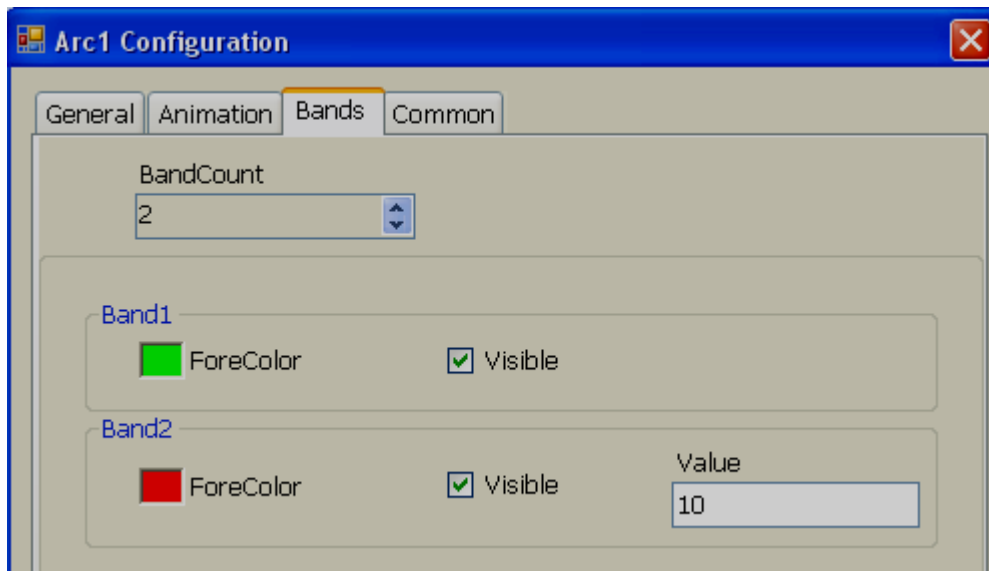 Arc1 Configuration
General Animation Bands Common
BandCount
2
Band1
ForeColor Visible
Band2
Value
ForeColor Visible
10